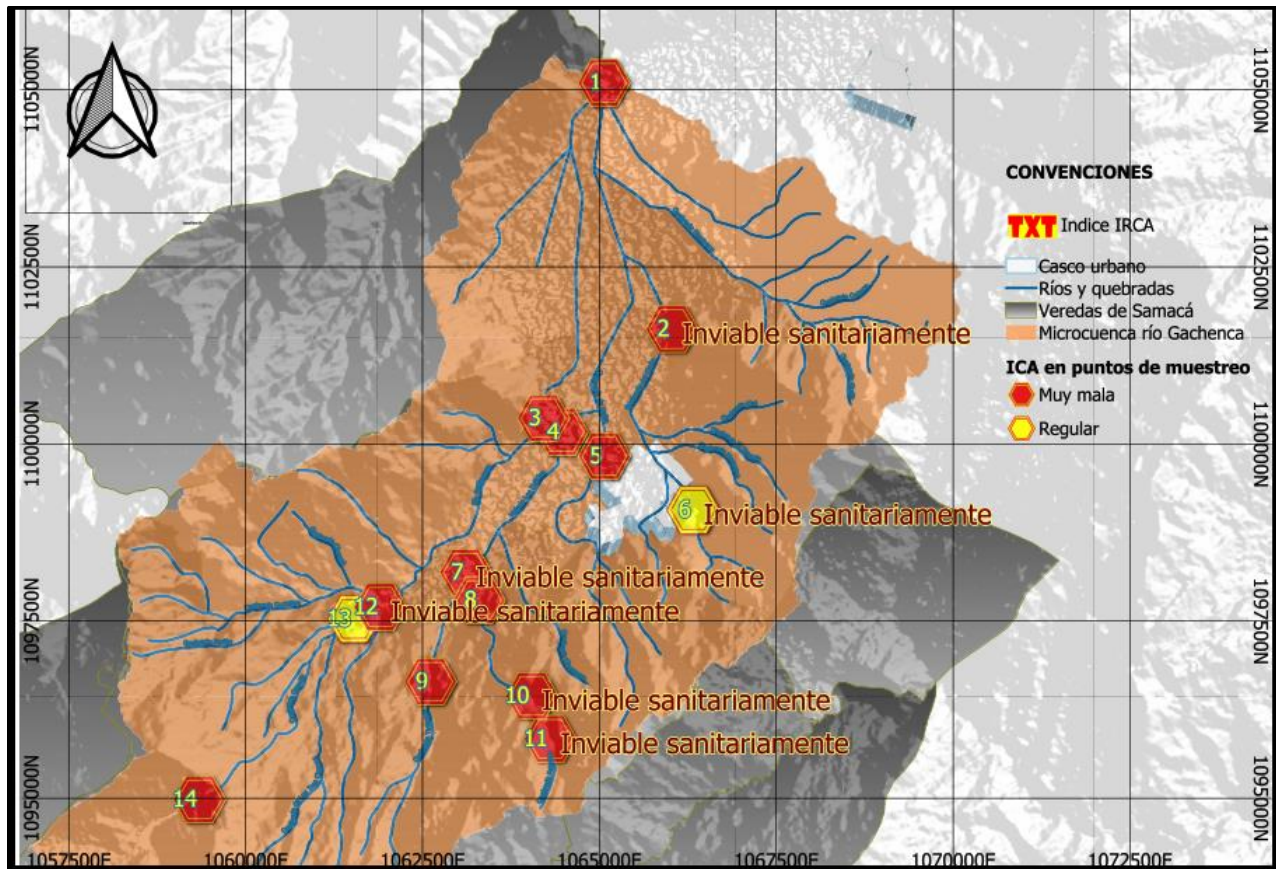 1105000N
1102500N
1100000N
1097500N
1095000N
1105000N
1102500N
1100000N
1097500N
1095000N
CONVENCIONES
TXT Indice IRCA
Casco urbano
Ríos y quebradas
Veredas de Samacá
Microcuenca río Gachenca
ICA en puntos de muestreo
Muy mala
Regular
1
2 Inviable sanitariamente
3
4
5
6 Inviable sanitariamente
7 Inviable sanitariamente
8
12 Inviable sanitariamente
13
9
10 Inviable sanitariamente
11 Inviable sanitariamente
14
1057500E 1060000E 1062500E 1065000E 1067500E 1070000E 1072500E